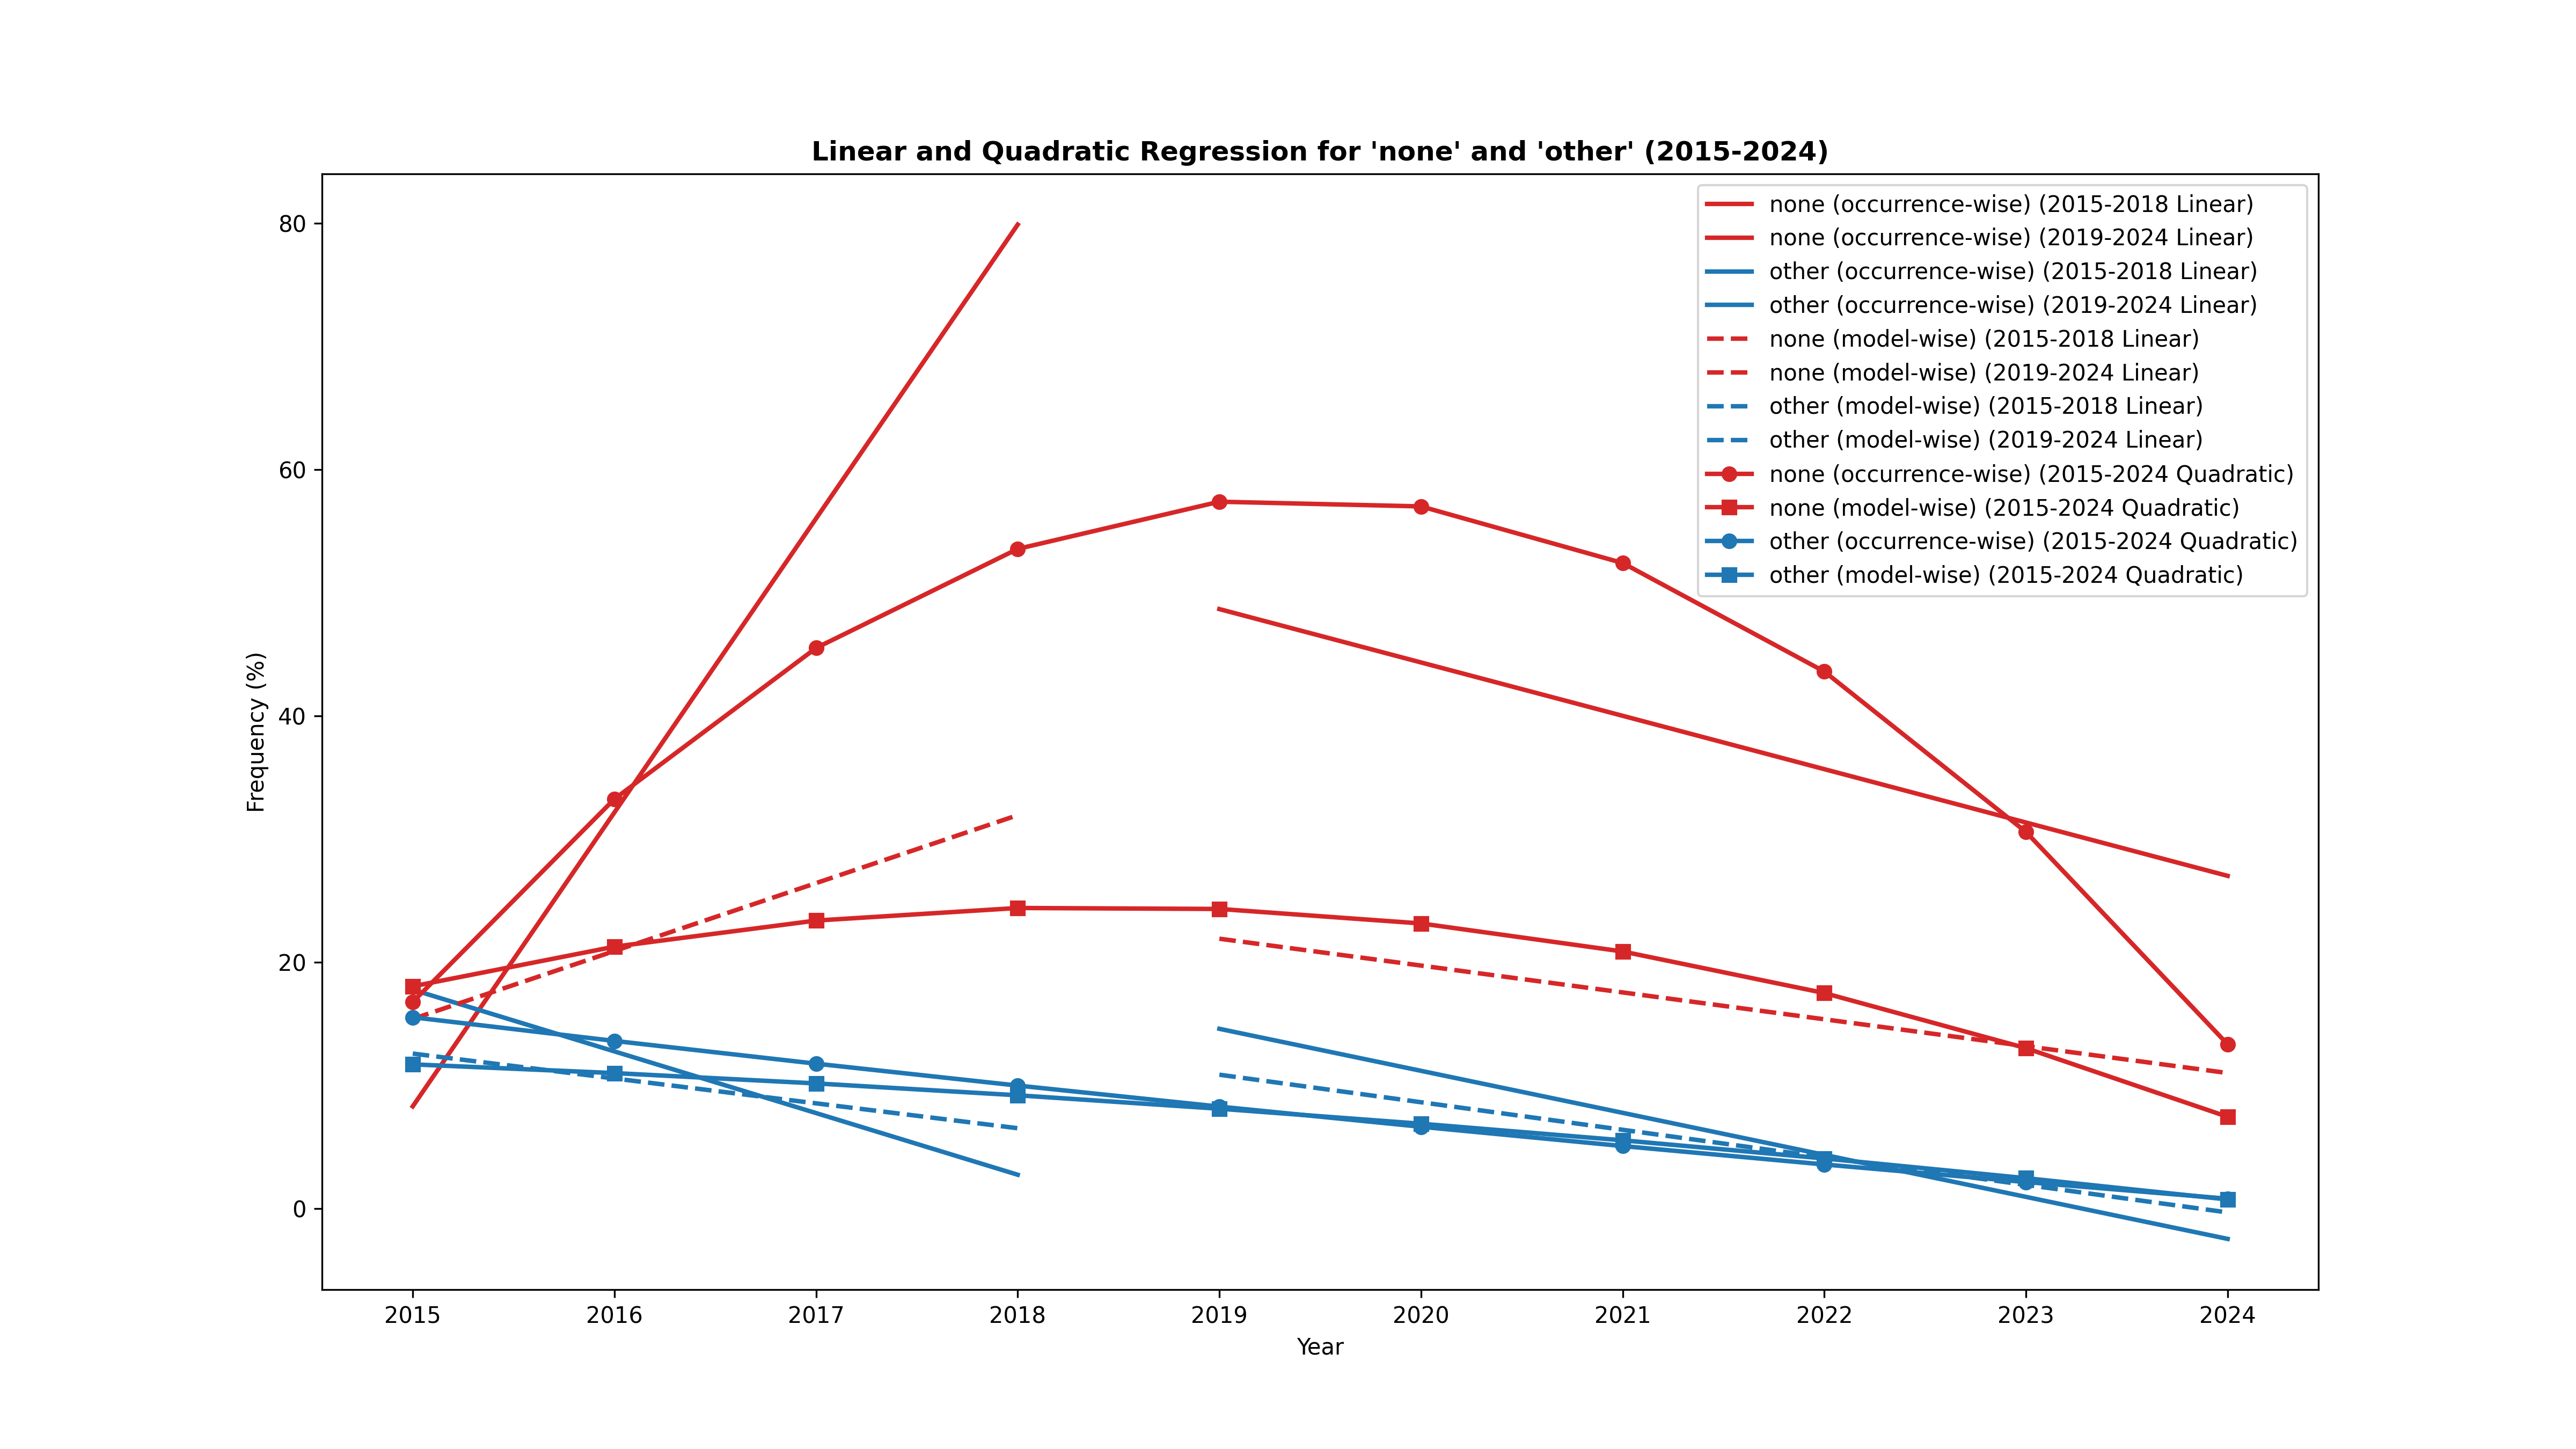 Linear and Quadratic Regression for 'none' and 'other' (2015-2024)
none (occurrence-wise) (2015-2018 Linear)
none (occurrence-wise) (2019-2024 Linear)
other (occurrence-wise) (2015-2018 Linear)
other (occurrence-wise) (2019-2024 Linear)
none (model-wise) (2015-2018 Linear)
none (model-wise) (2019-2024 Linear)
other (model-wise) (2015-2018 Linear)
other (model-wise) (2019-2024 Linear)
none (occurrence-wise) (2015-2024 Quadratic)
none (model-wise) (2015-2024 Quadratic)
other (occurrence-wise) (2015-2024 Quadratic)
other (model-wise) (2015-2024 Quadratic)
Frequency (%)
80
60
40
20
0
2015 2016 2017 2018 2019 2020 2021 2022 2023 2024
Year